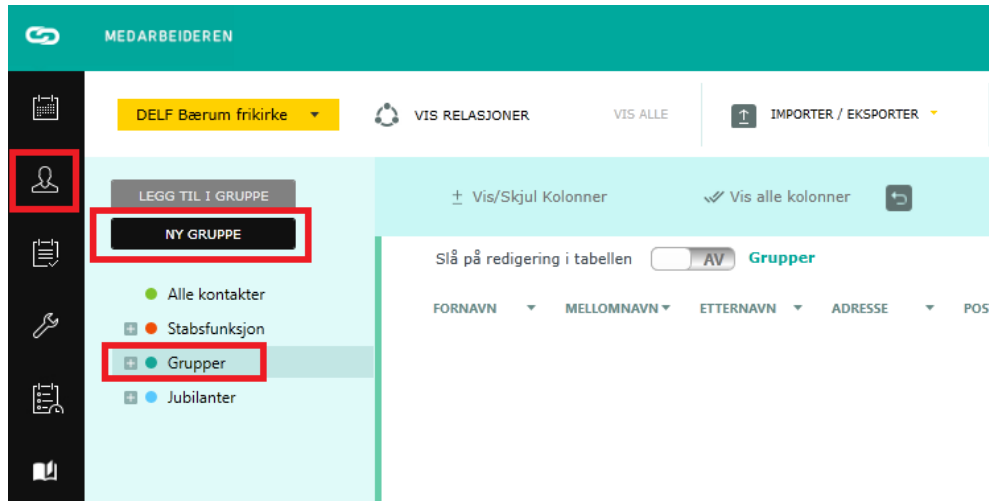 MEDARBEIDEREN
DELF Bærum frikirke VIS RELASJONER VIS ALLE IMPORTER / EKSPORTER
LEGG TIL I GRUPPE
NY GRUPPE
Alle kontakter
Stabsfunksjon
Grupper
Jubilanter
± Vis/Skjul Kolonner Vis alle kolonner
Slå på redigering i tabellen AV Grupper
FORNAVN MELLOMNAVN ETTERNAVN ADRESSE POS